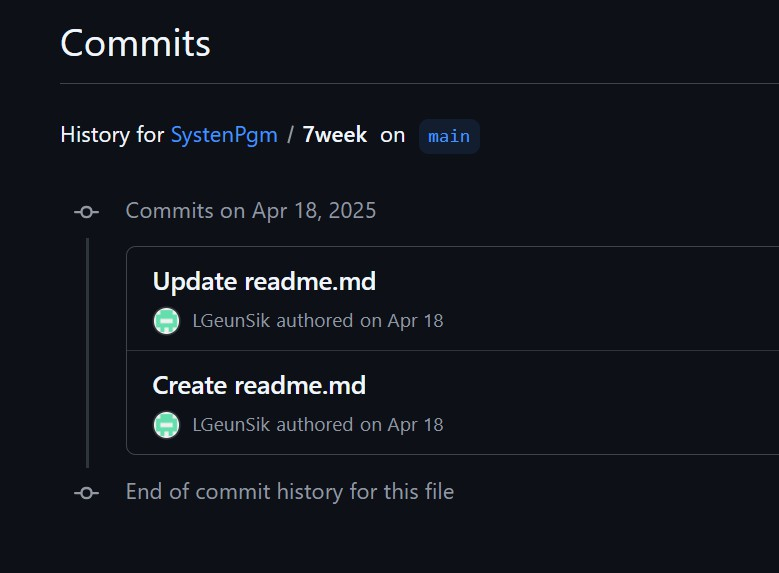 Commits
History for SystenPgm / 7week on main
Commits on Apr 18, 2025
Update readme.md
LGeunSik authored on Apr 18
Create readme.md
LGeunSik authored on Apr 18
End of commit history for this file